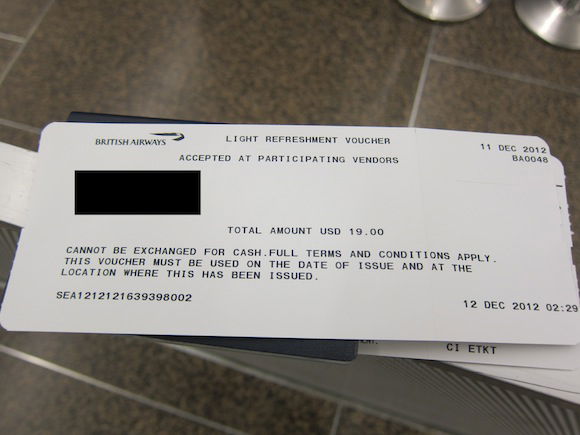 BRITISH AIRWAYS
LIGHT REFRESHMENT VOUCHER
11 DEC 2012
ACCEPTED AT PARTICIPATING VENDORS
BA0048
TOTAL AMOUNT USD 19.00
CANNOT BE EXCHANGED FOR CASH.FULL TERMS AND CONDITIONS APPLY.
THIS VOUCHER MUST BE USED ON THE DATE OF ISSUE AND AT THE
LOCATION WHERE THIS HAS BEEN ISSUED.
SEA1212121639398002
12 DEC 2012 02:29
CI ETKT